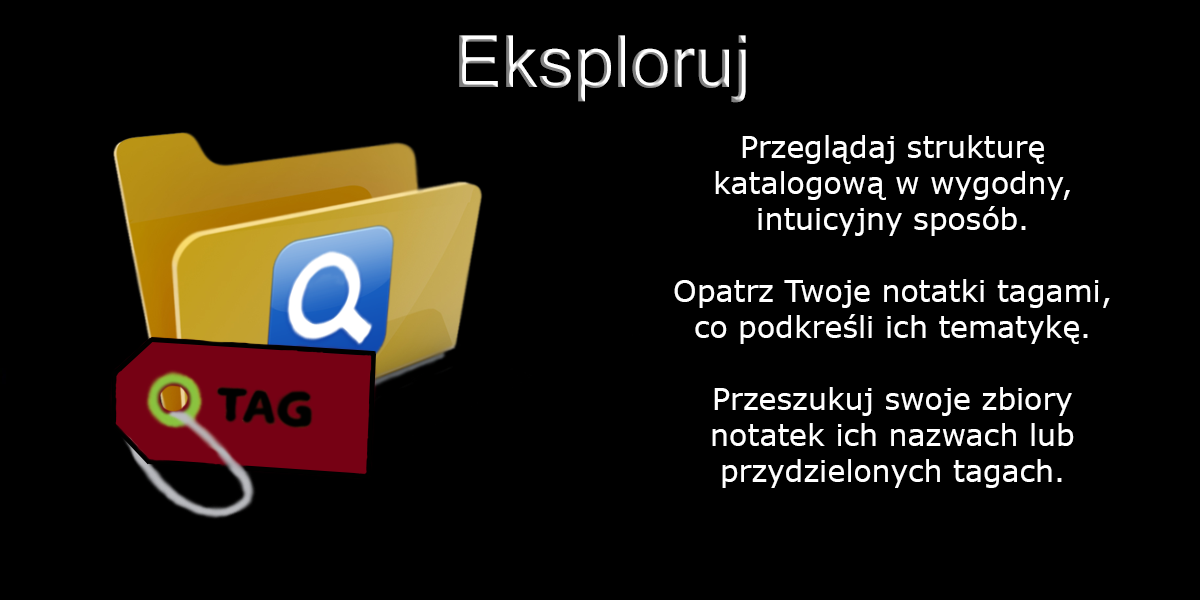 Eksploruj
Przeglądaj strukturę
katalogową w wygodny,
intuicyjny sposób.
Opatrz Twoje notatki tagami,
co podkreśli ich tematykę.
Przeszukuj swoje zbiory
notatek ich nazwach lub
przydzielonych tagach.
TAG